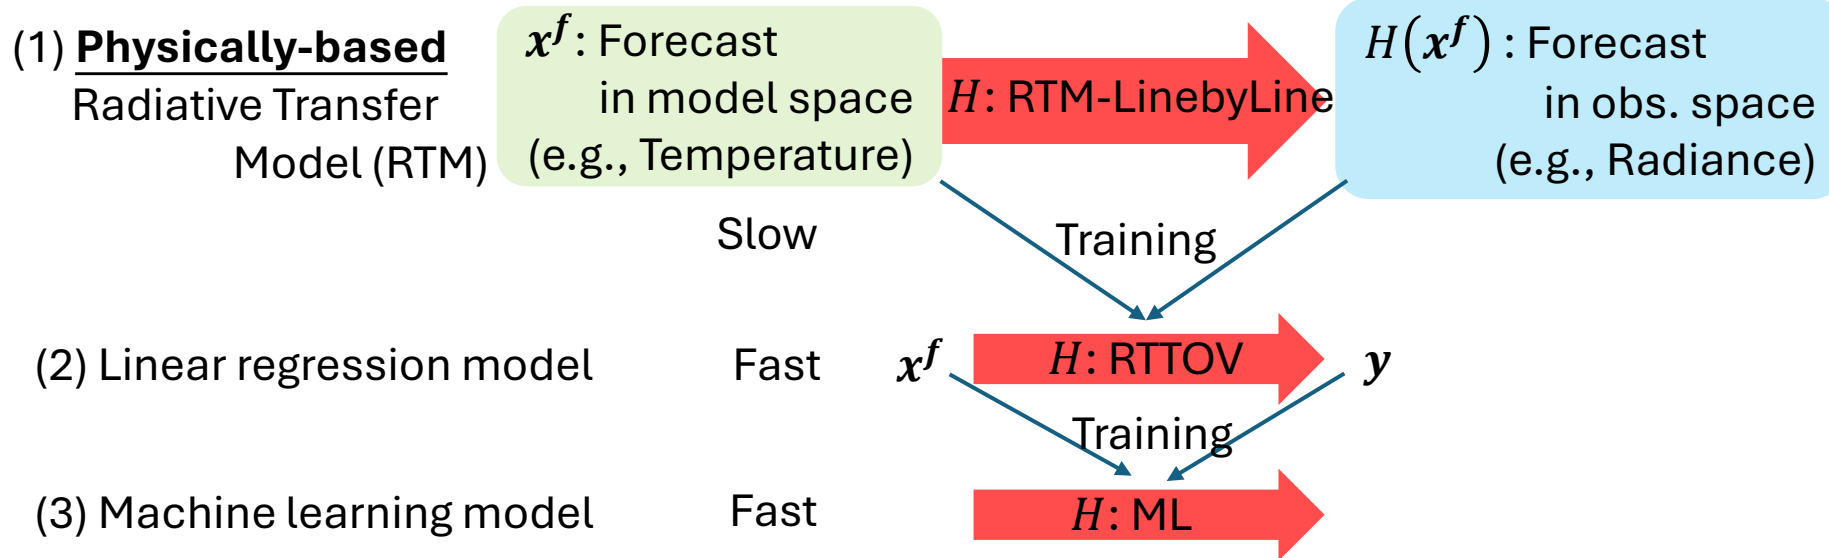 (1) Physically-based
Radiative Transfer
Model (RTM)
x^f: Forecast
in model space
(e.g., Temperature)
H: RTM-LinebyLine
H(x^f) : Forecast
in obs. space
(e.g., Radiance)
Slow
Training
(2) Linear regression model
Fast
x^f
H: RTTOV
y
Training
(3) Machine learning model
Fast
H: ML